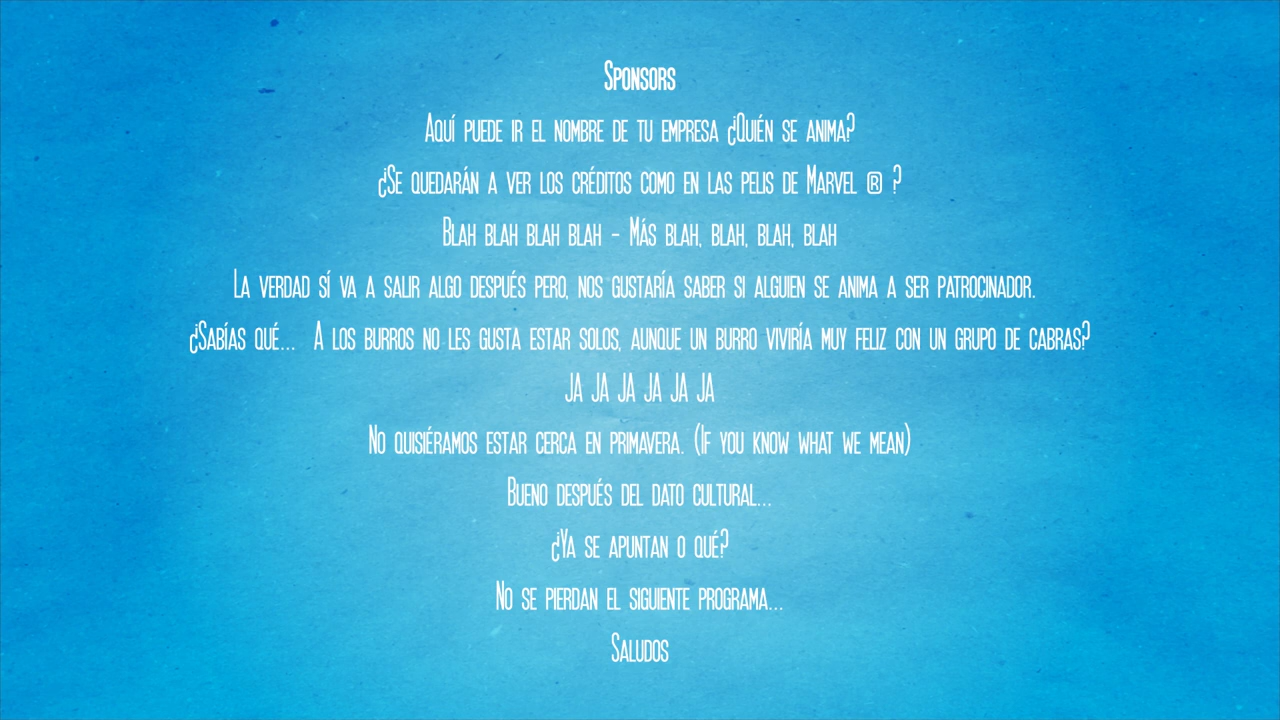 Sponsors
Aquí puede ir el nombre de tu empresa ¿Quién se anima?
¿Se quedarán a ver los créditos como en las pelis de Marvel ® ?
Blah blah blah blah - Más blah, blah, blah, blah
La verdad sí va a salir algo después pero, nos gustaría saber si alguien se anima a ser patrocinador.
¿Sabías qué... A los burros no les gusta estar solos, aunque un burro viviría muy feliz con un grupo de cabras?
JA JA JA JA JA JA
No quisiéramos estar cerca en primavera. (If you know what we mean)
Bueno después del dato cultural...
¿Ya se apuntan o qué?
No se pierdan el siguiente programa...
Saludos